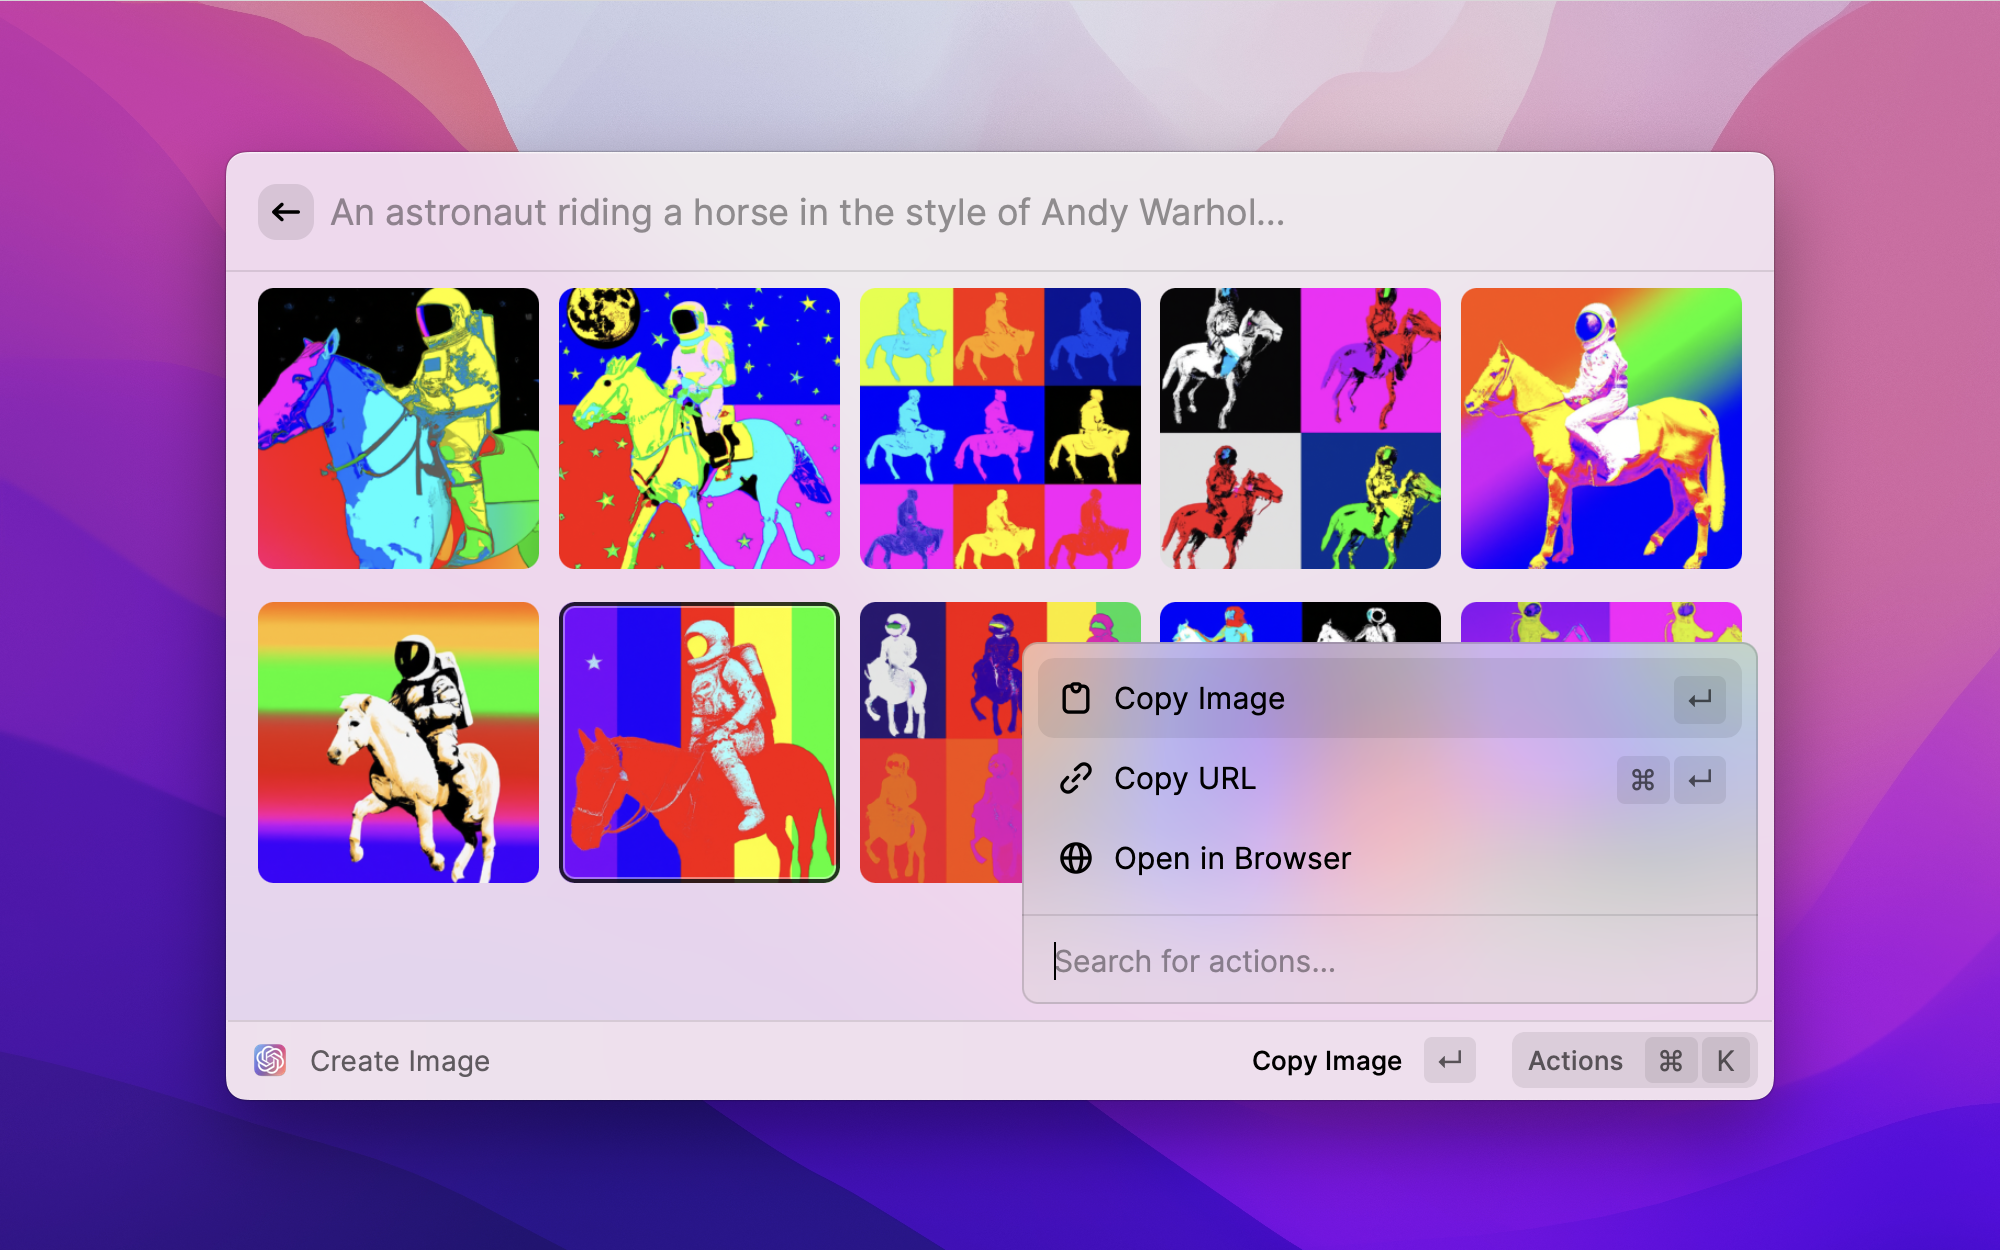 An astronaut riding a horse in the style of Andy Warhol...
Copy Image ↵
Copy URL ⌘ ↵
Open in Browser
Search for actions...
Create Image
Copy Image ↵
Actions ⌘ K